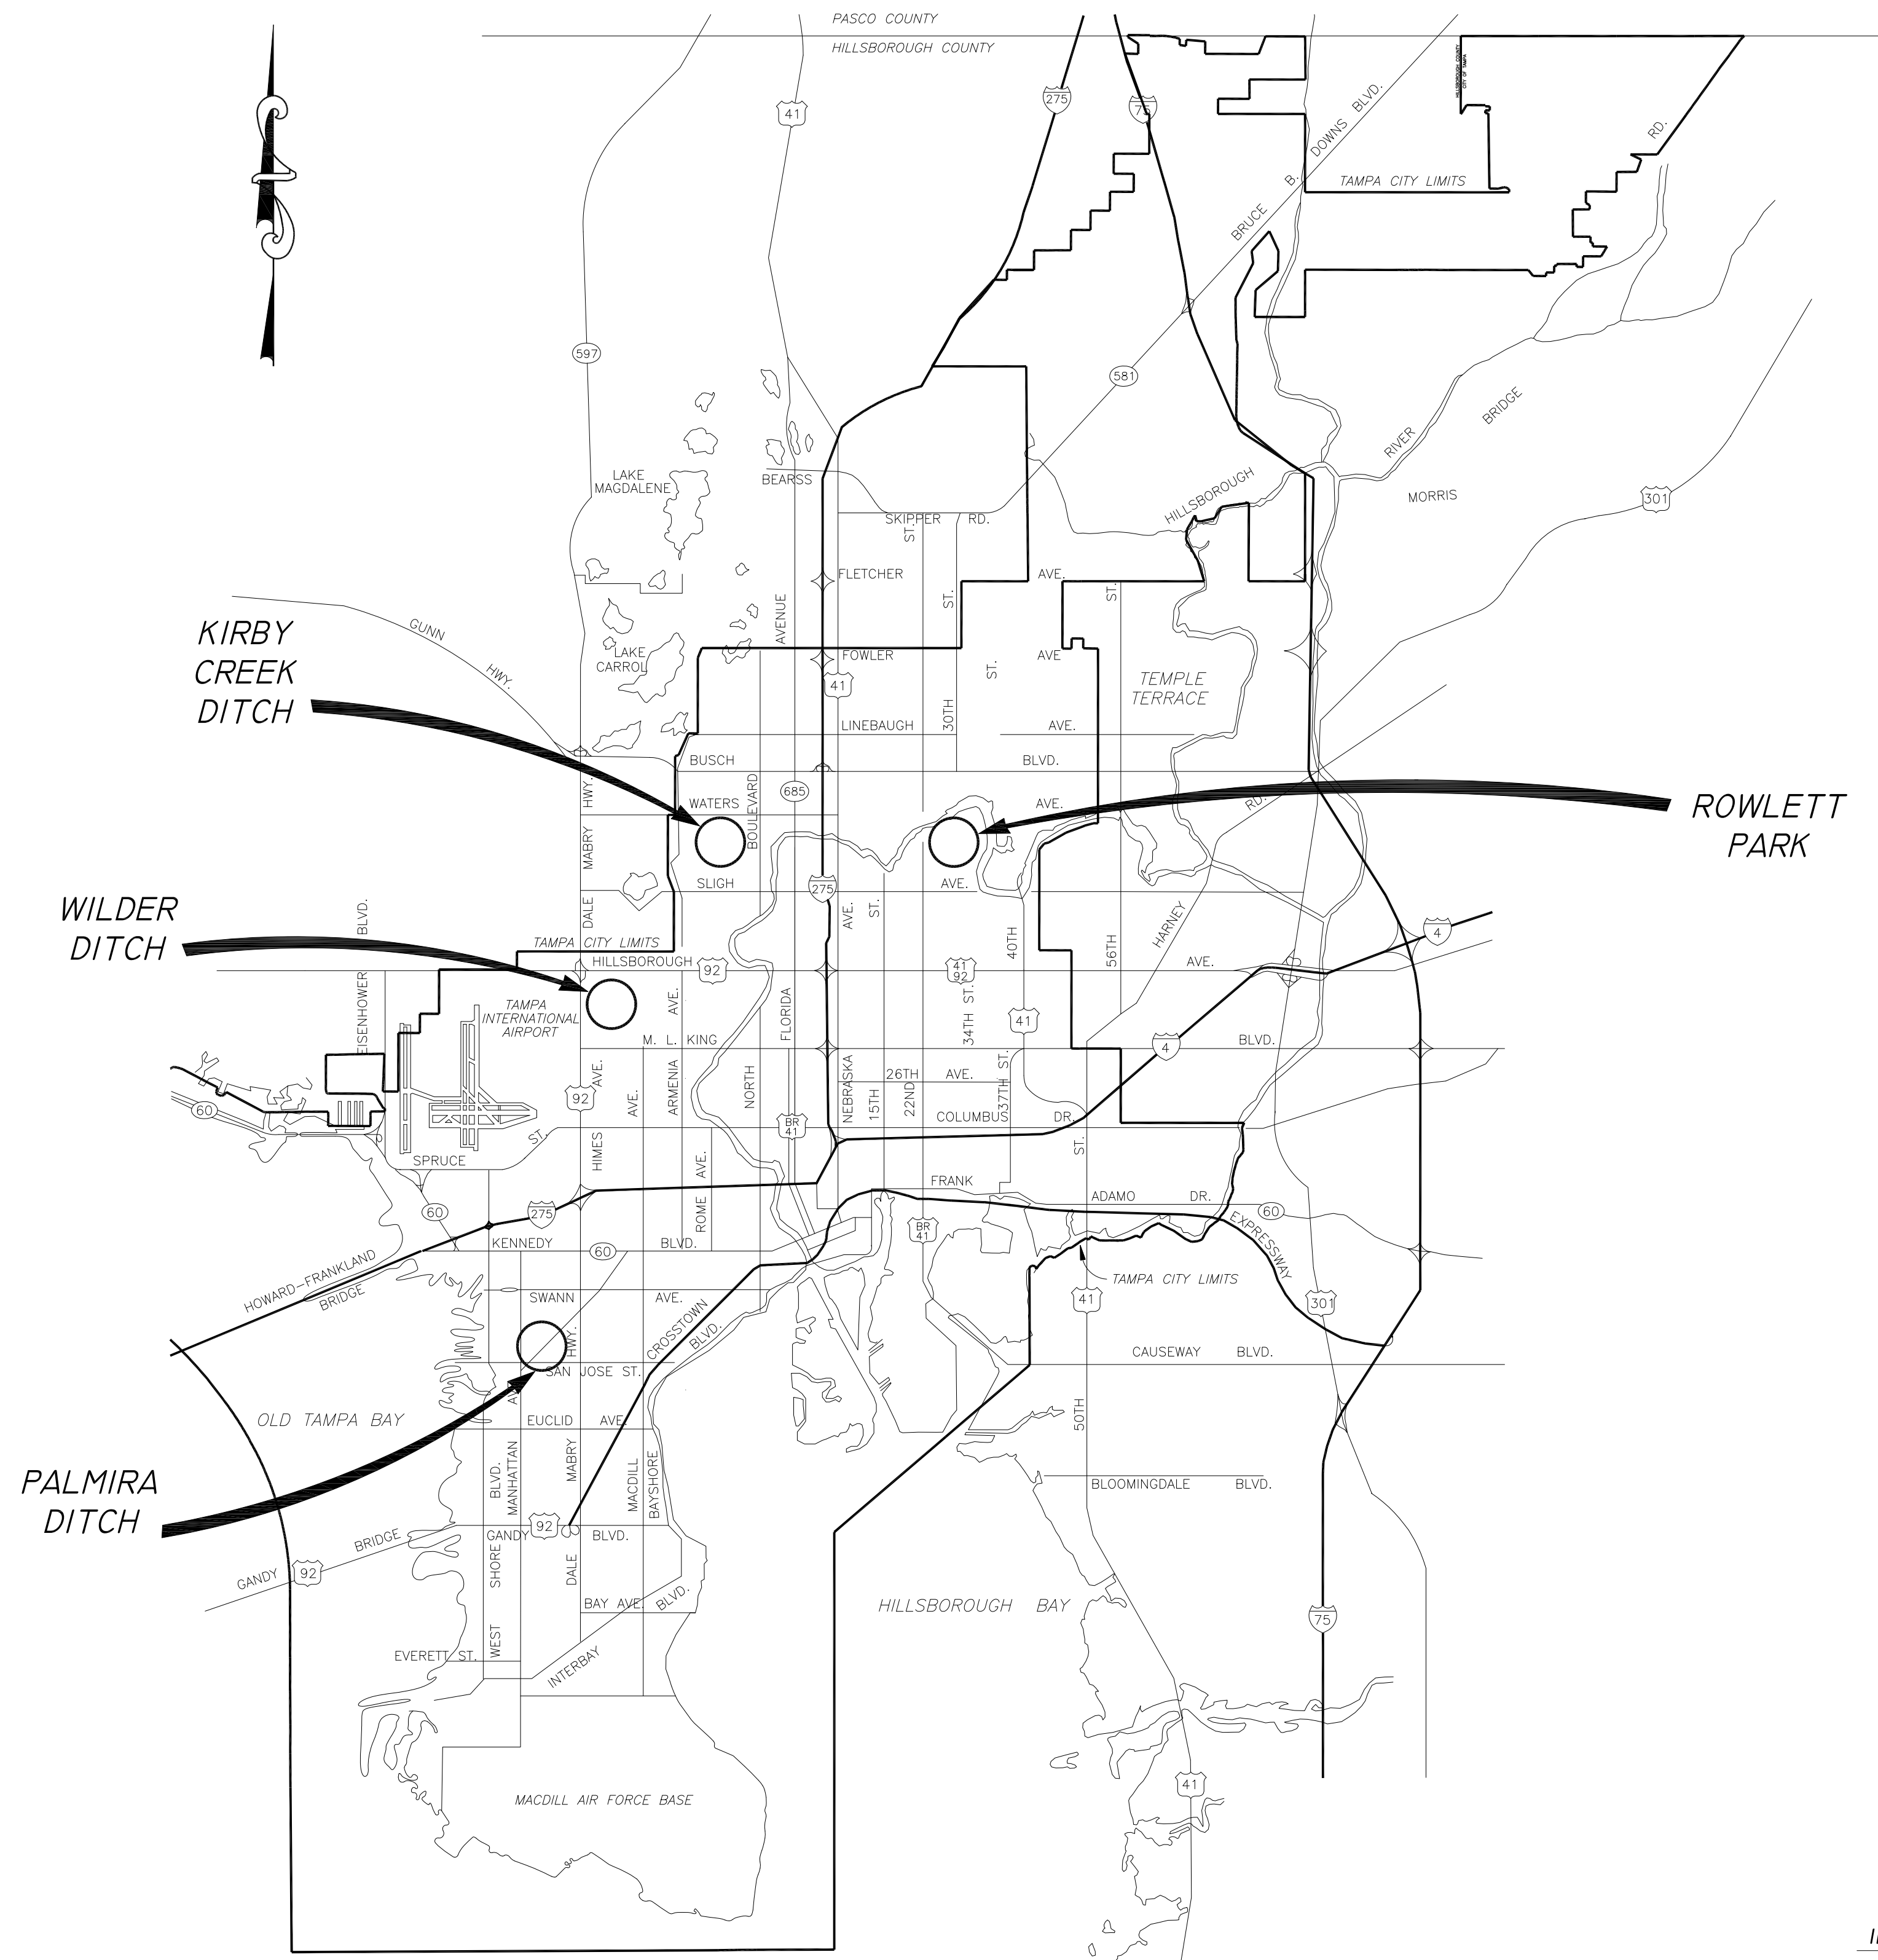 PASCO COUNTY
HILLSBOROUGH COUNTY
HILLSBOROUGH COUNTY
CITY OF TAMPA
41
275
75
BRUCE B. DOWNS BLVD.
TAMPA CITY LIMITS
RD.
597
581
BRIDGE
RIVER
MORRIS
301
HILLSBOROUGH
LAKE
MAGDALENE
BEARSS
SKIPPER RD.
ST.
FLETCHER AVE.
ST.
ST.
AVENUE
KIRBY
CREEK
DITCH
GUNN
HWY.
LAKE
CARROL
FOWLER AVE
ST.
41
TEMPLE
TERRACE
30TH
LINEBAUGH AVE.
BUSCH BLVD.
HWY.
WATERS AVE.
BOULEVARD
685
RD.
ROWLETT
PARK
MABRY
SLIGH AVE.
275
WILDER
DITCH
BLVD.
DALE
AVE.
ST.
40TH
56TH
HARNEY
4
TAMPA CITY LIMITS
HILLSBOROUGH
92
41
92
AVE.
EISENHOWER
TAMPA
INTERNATIONAL
AIRPORT
AVE.
FLORIDA
34TH ST.
41
M. L. KING
4
BLVD.
60
AVE.
92
AVE.
ARMENIA
NORTH
NEBRASKA
15TH
22ND
26TH AVE.
37TH ST.
COLUMBUS DR.
BR
41
ST.
SPRUCE
HIMES
AVE.
ST.
FRANK
ADAMO DR.
60
60
275
ROME
BR
41
EXPRESSWAY
KENNEDY
60
BLVD.
HOWARD-FRANKLAND
BRIDGE
TAMPA CITY LIMITS
SWANN AVE.
41
301
CROSSTOWN
BLVD.
HWY.
SAN JOSE ST.
CAUSEWAY BLVD.
OLD TAMPA BAY
EUCLID AVE.
50TH
PALMIRA
DITCH
BLVD.
MANHATTAN
MABRY
MACDILL
BAYSHORE
BLOOMINGDALE BLVD.
GANDY
92
BLVD.
GANDY BRIDGE
92
SHORE
DALE
BAY AVE.
BLVD.
HILLSBOROUGH BAY
75
WEST
EVERETT ST.
INTERBAY
41
MACDILL AIR FORCE BASE